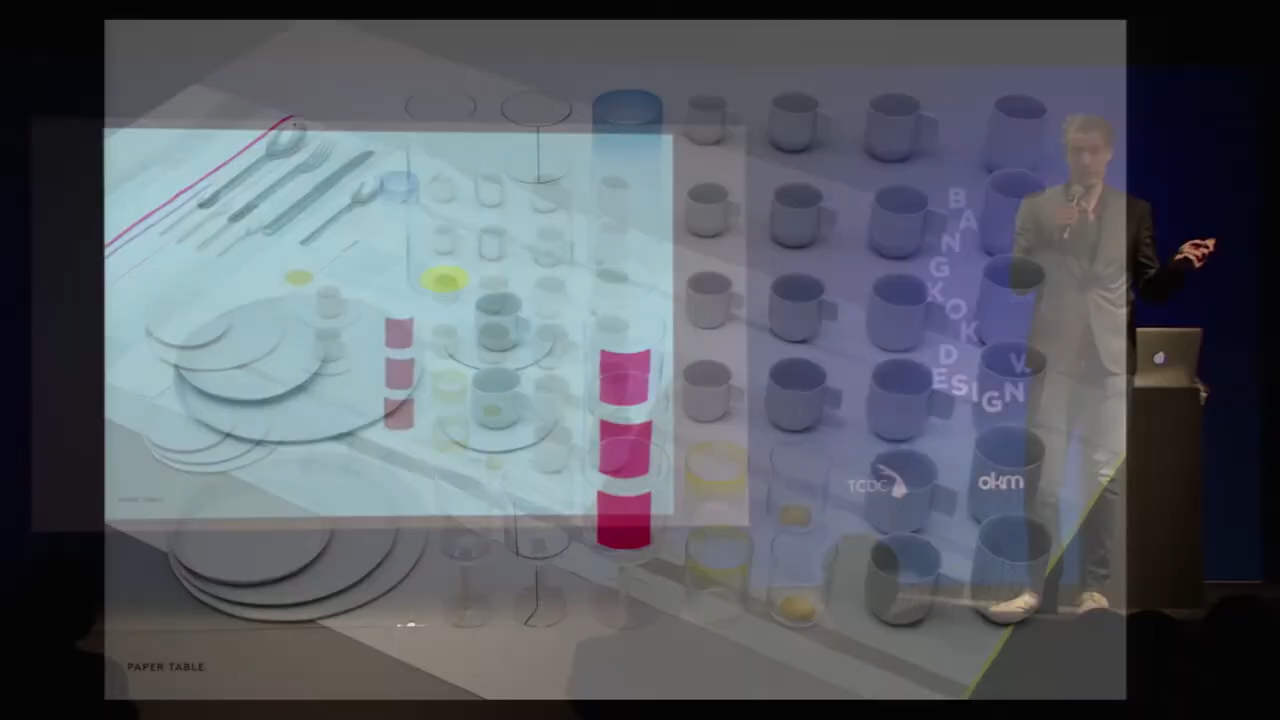 BANGKOK
DESIGN V.
TCDC
okm
PAPER TABLE